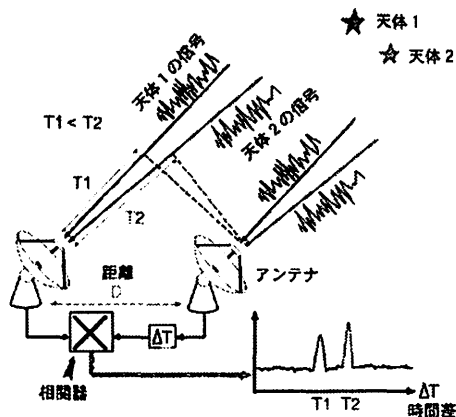 天体1
天体2
天体1の信号
T1 < T2
天体2の信号
T1
T2
距離
D
アンテナ
ΔT
相関器
T1 T2
ΔT
時間差